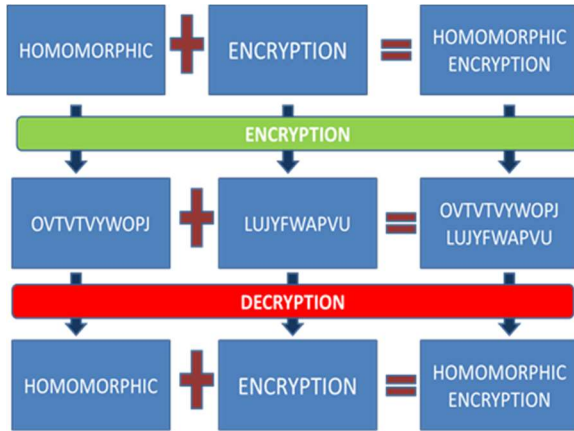 HOMOMORPHIC + ENCRYPTION = HOMOMORPHIC
ENCRYPTION
ENCRYPTION
OVTVTVYWOPJ + LUJYFWAPVU = OVTVTVYWOPJ
LUJYFWAPVU
DECRYPTION
HOMOMORPHIC + ENCRYPTION = HOMOMORPHIC
ENCRYPTION